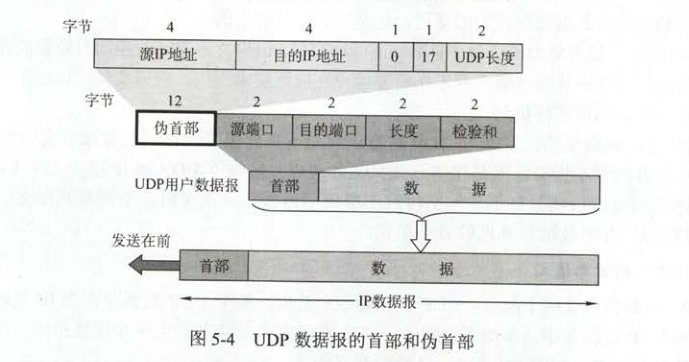 字节 4 4 1 1 2
源IP地址 目的IP地址 0 17 UDP长度
字节 12 2 2 2 2
伪首部 源端口 目的端口 长度 检验和
UDP用户数据报 首部 数 据
发送在前
首部 数 据
IP数据报
图 5-4 UDP 数据报的首部和伪首部